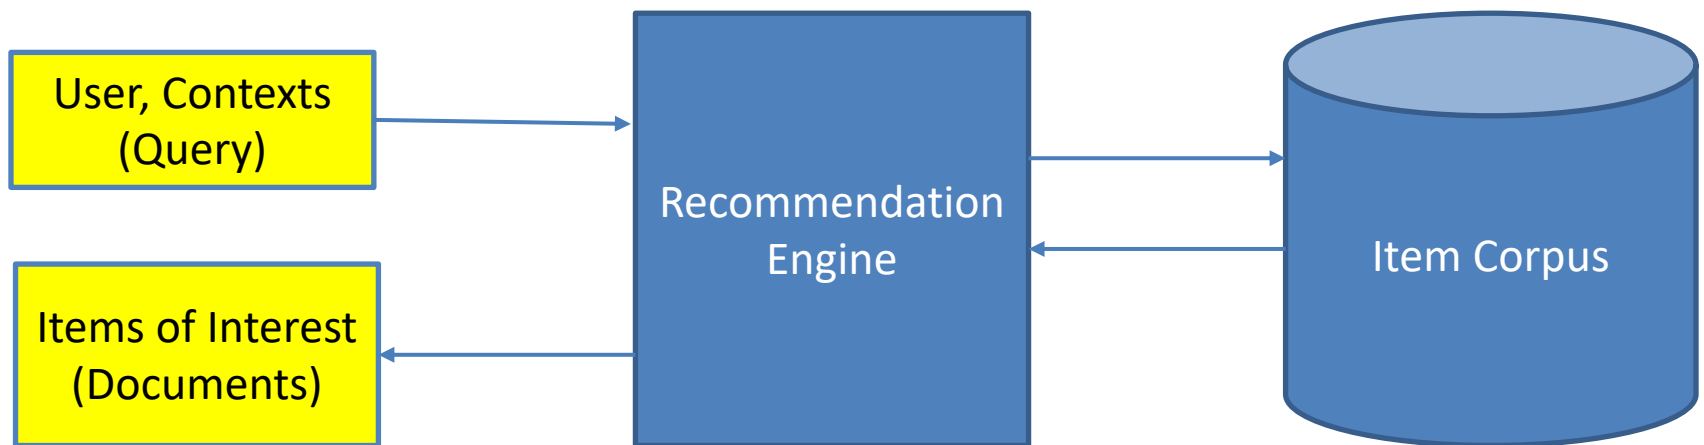 User, Contexts
(Query)
Recommendation
Engine
Item Corpus
Items of Interest
(Documents)